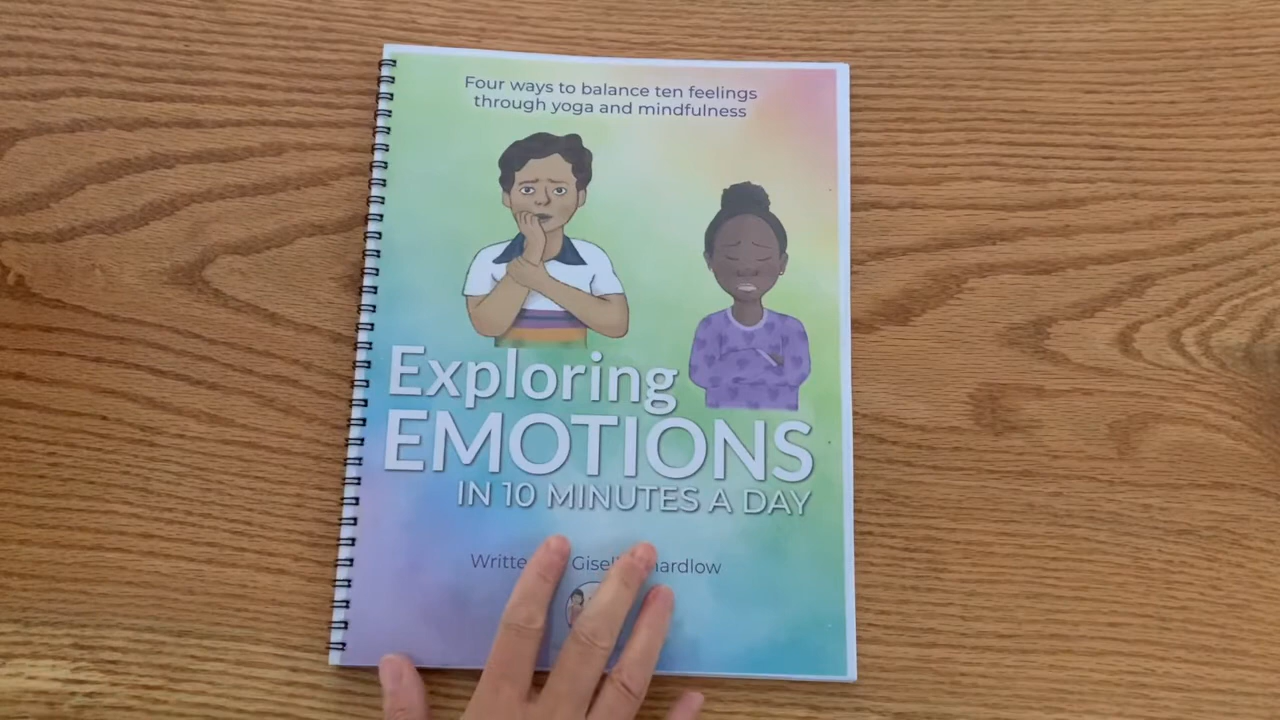 Four ways to balance ten feelings
through yoga and mindfulness
Exploring
EMOTIONS
IN 10 MINUTES A DAY